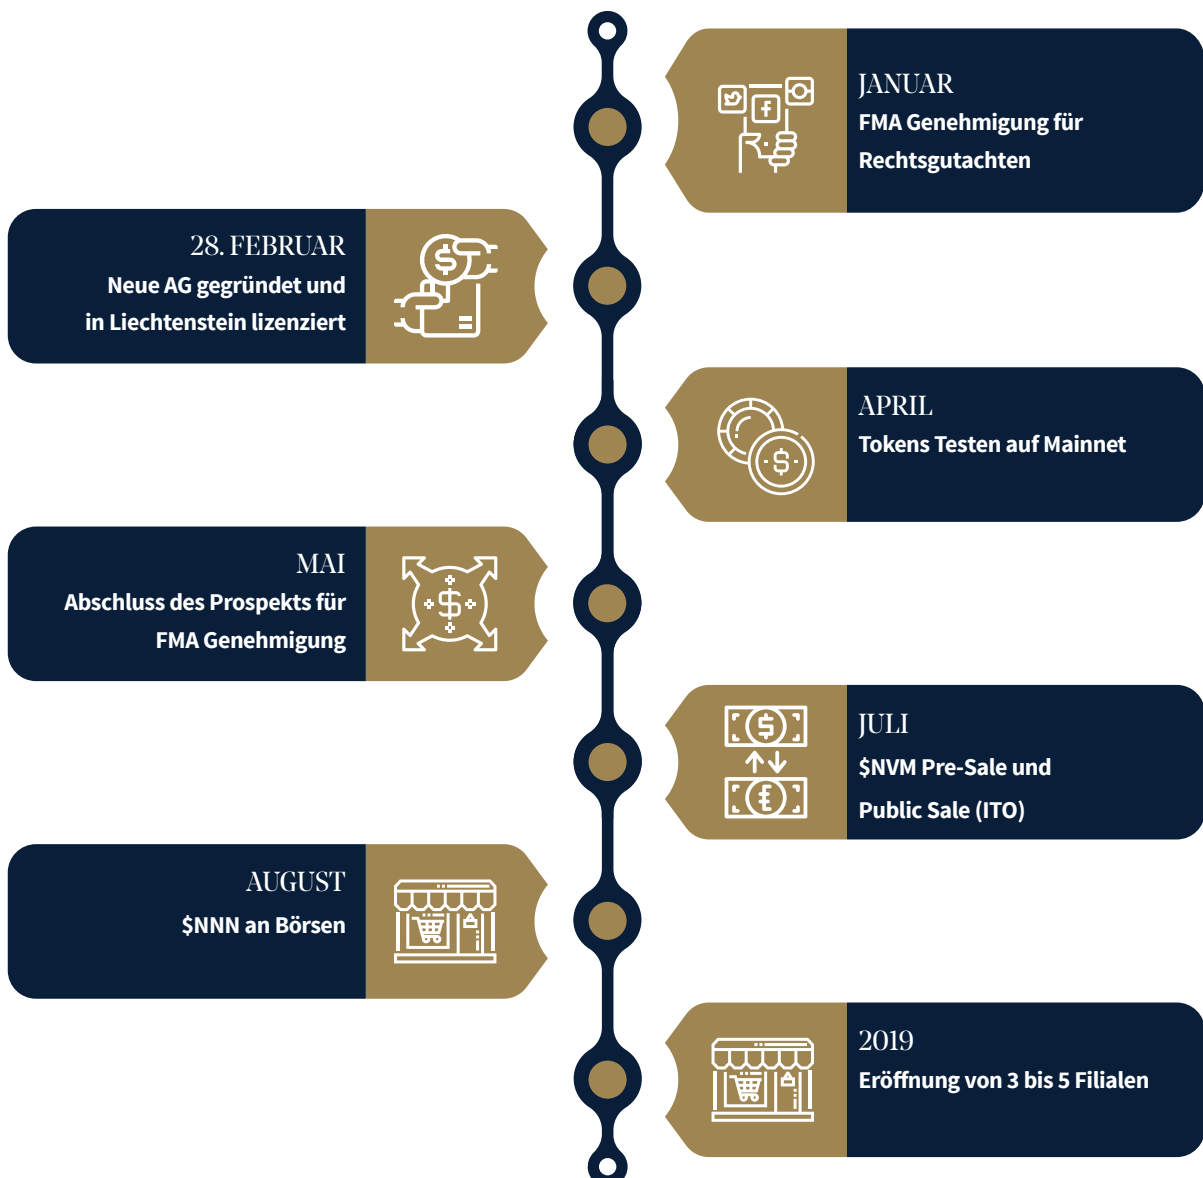 JANUAR
FMA Genehmigung für
Rechtsgutachten
28. FEBRUAR
Neue AG gegründet und
in Liechtenstein lizenziert
APRIL
Tokens Testen auf Mainnet
MAI
Abschluss des Prospekts für
FMA Genehmigung
JULI
$NVM Pre-Sale und
Public Sale (ITO)
AUGUST
$NNN an Börsen
2019
Eröffnung von 3 bis 5 Filialen